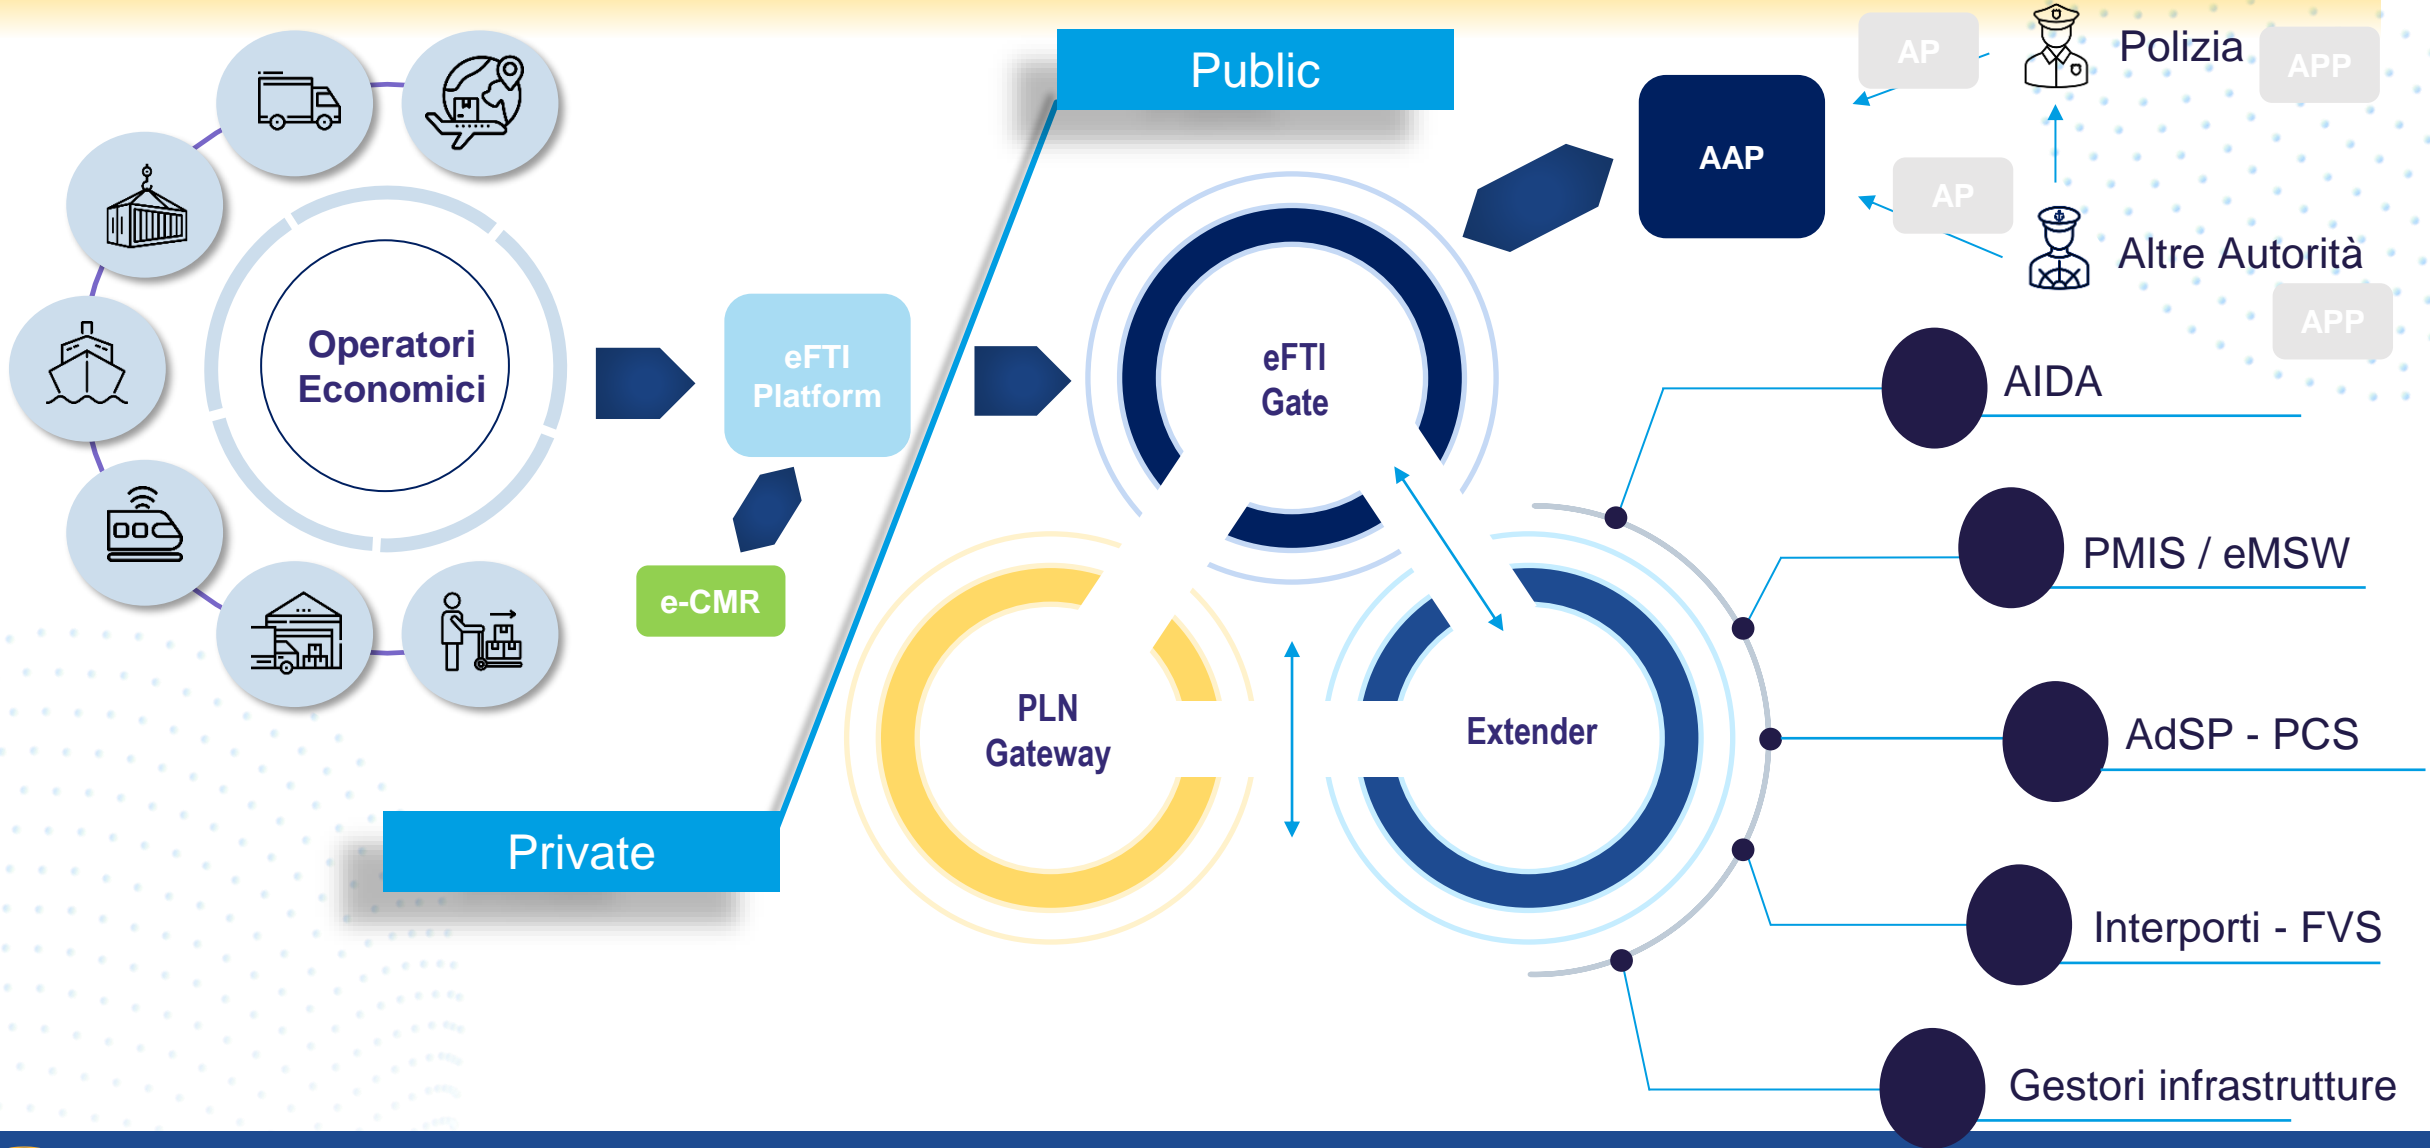 Public
AP
Polizia
APP
AAP
AP
Altre Autorità
APP
Operatori
Economici
eFTI
Platform
eFTI
Gate
AIDA
e-CMR
PMIS / eMSW
PLN
Gateway
Extender
AdSP - PCS
Private
Interporti - FVS
Gestori infrastrutture